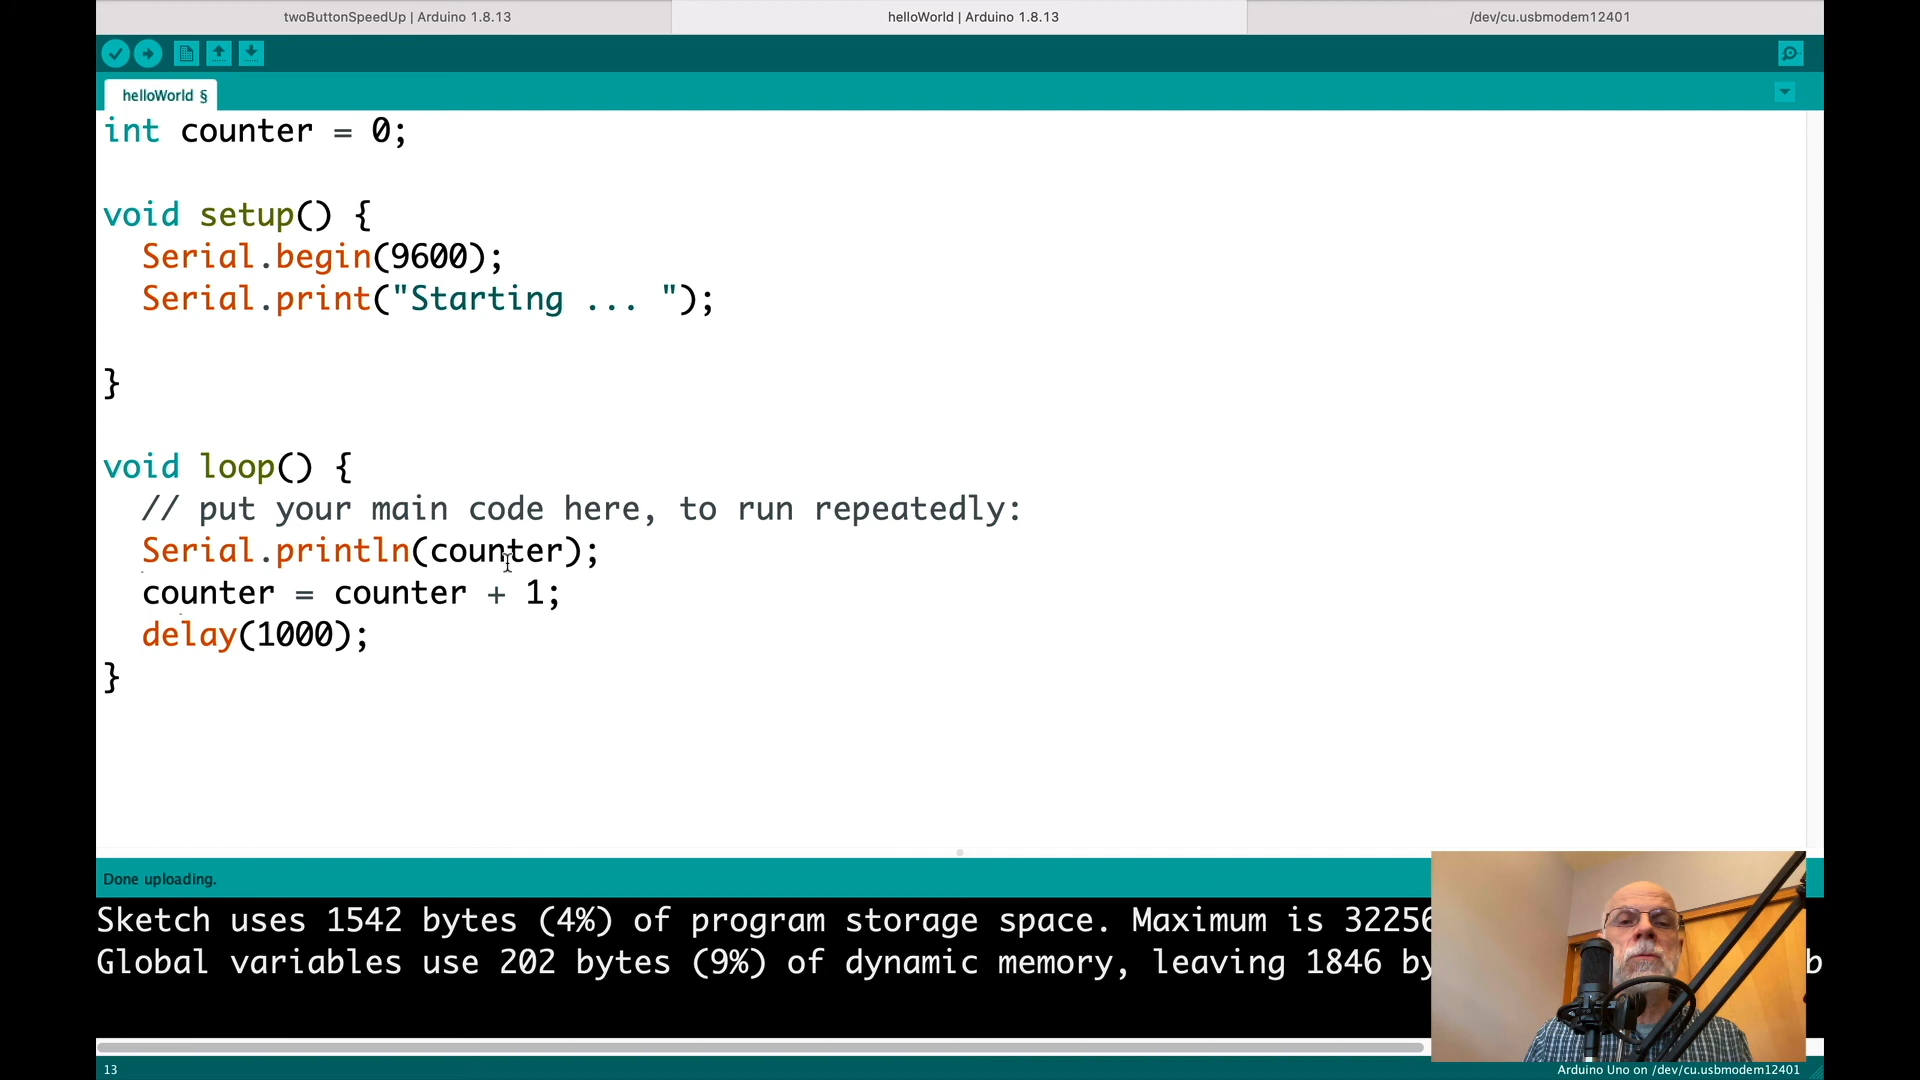 twoButtonSpeedUp | Arduino 1.8.13
helloWorld | Arduino 1.8.13
/dev/cu.usbmodem12401
helloWorld §
int counter = 0;
void setup() {
Serial.begin(9600);
Serial.print("Starting ... ");
}
void loop() {
// put your main code here, to run repeatedly:
Serial.println(counter);
counter = counter + 1;
delay(1000);
}
Done uploading.
Sketch uses 1542 bytes (4%) of program storage space. Maximum is 32256
Global variables use 202 bytes (9%) of dynamic memory, leaving 1846
13
Arduino Uno on /dev/cu.usbmodem12401